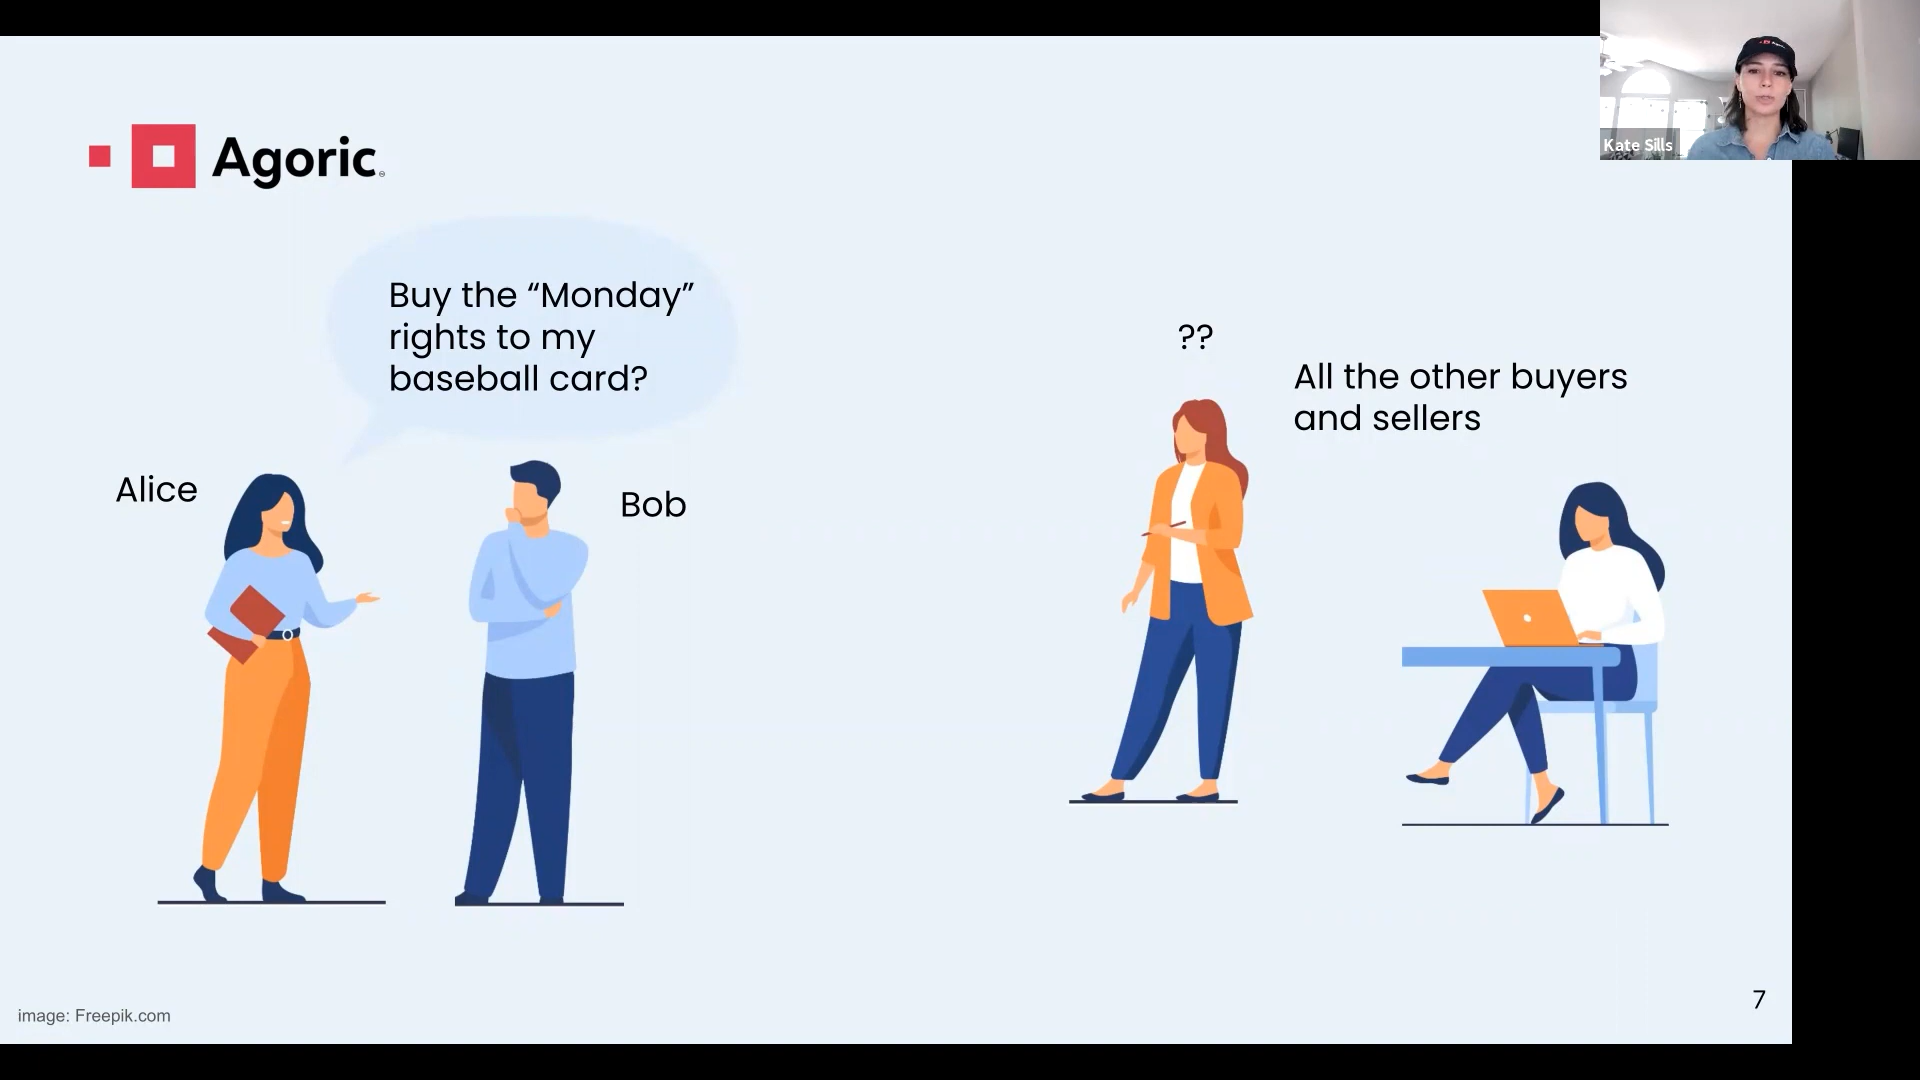 Kate Sills
Agoric
Buy the “Monday”
rights to my
baseball card?
??
All the other buyers
and sellers
Alice
Bob
7
image: Freepik.com